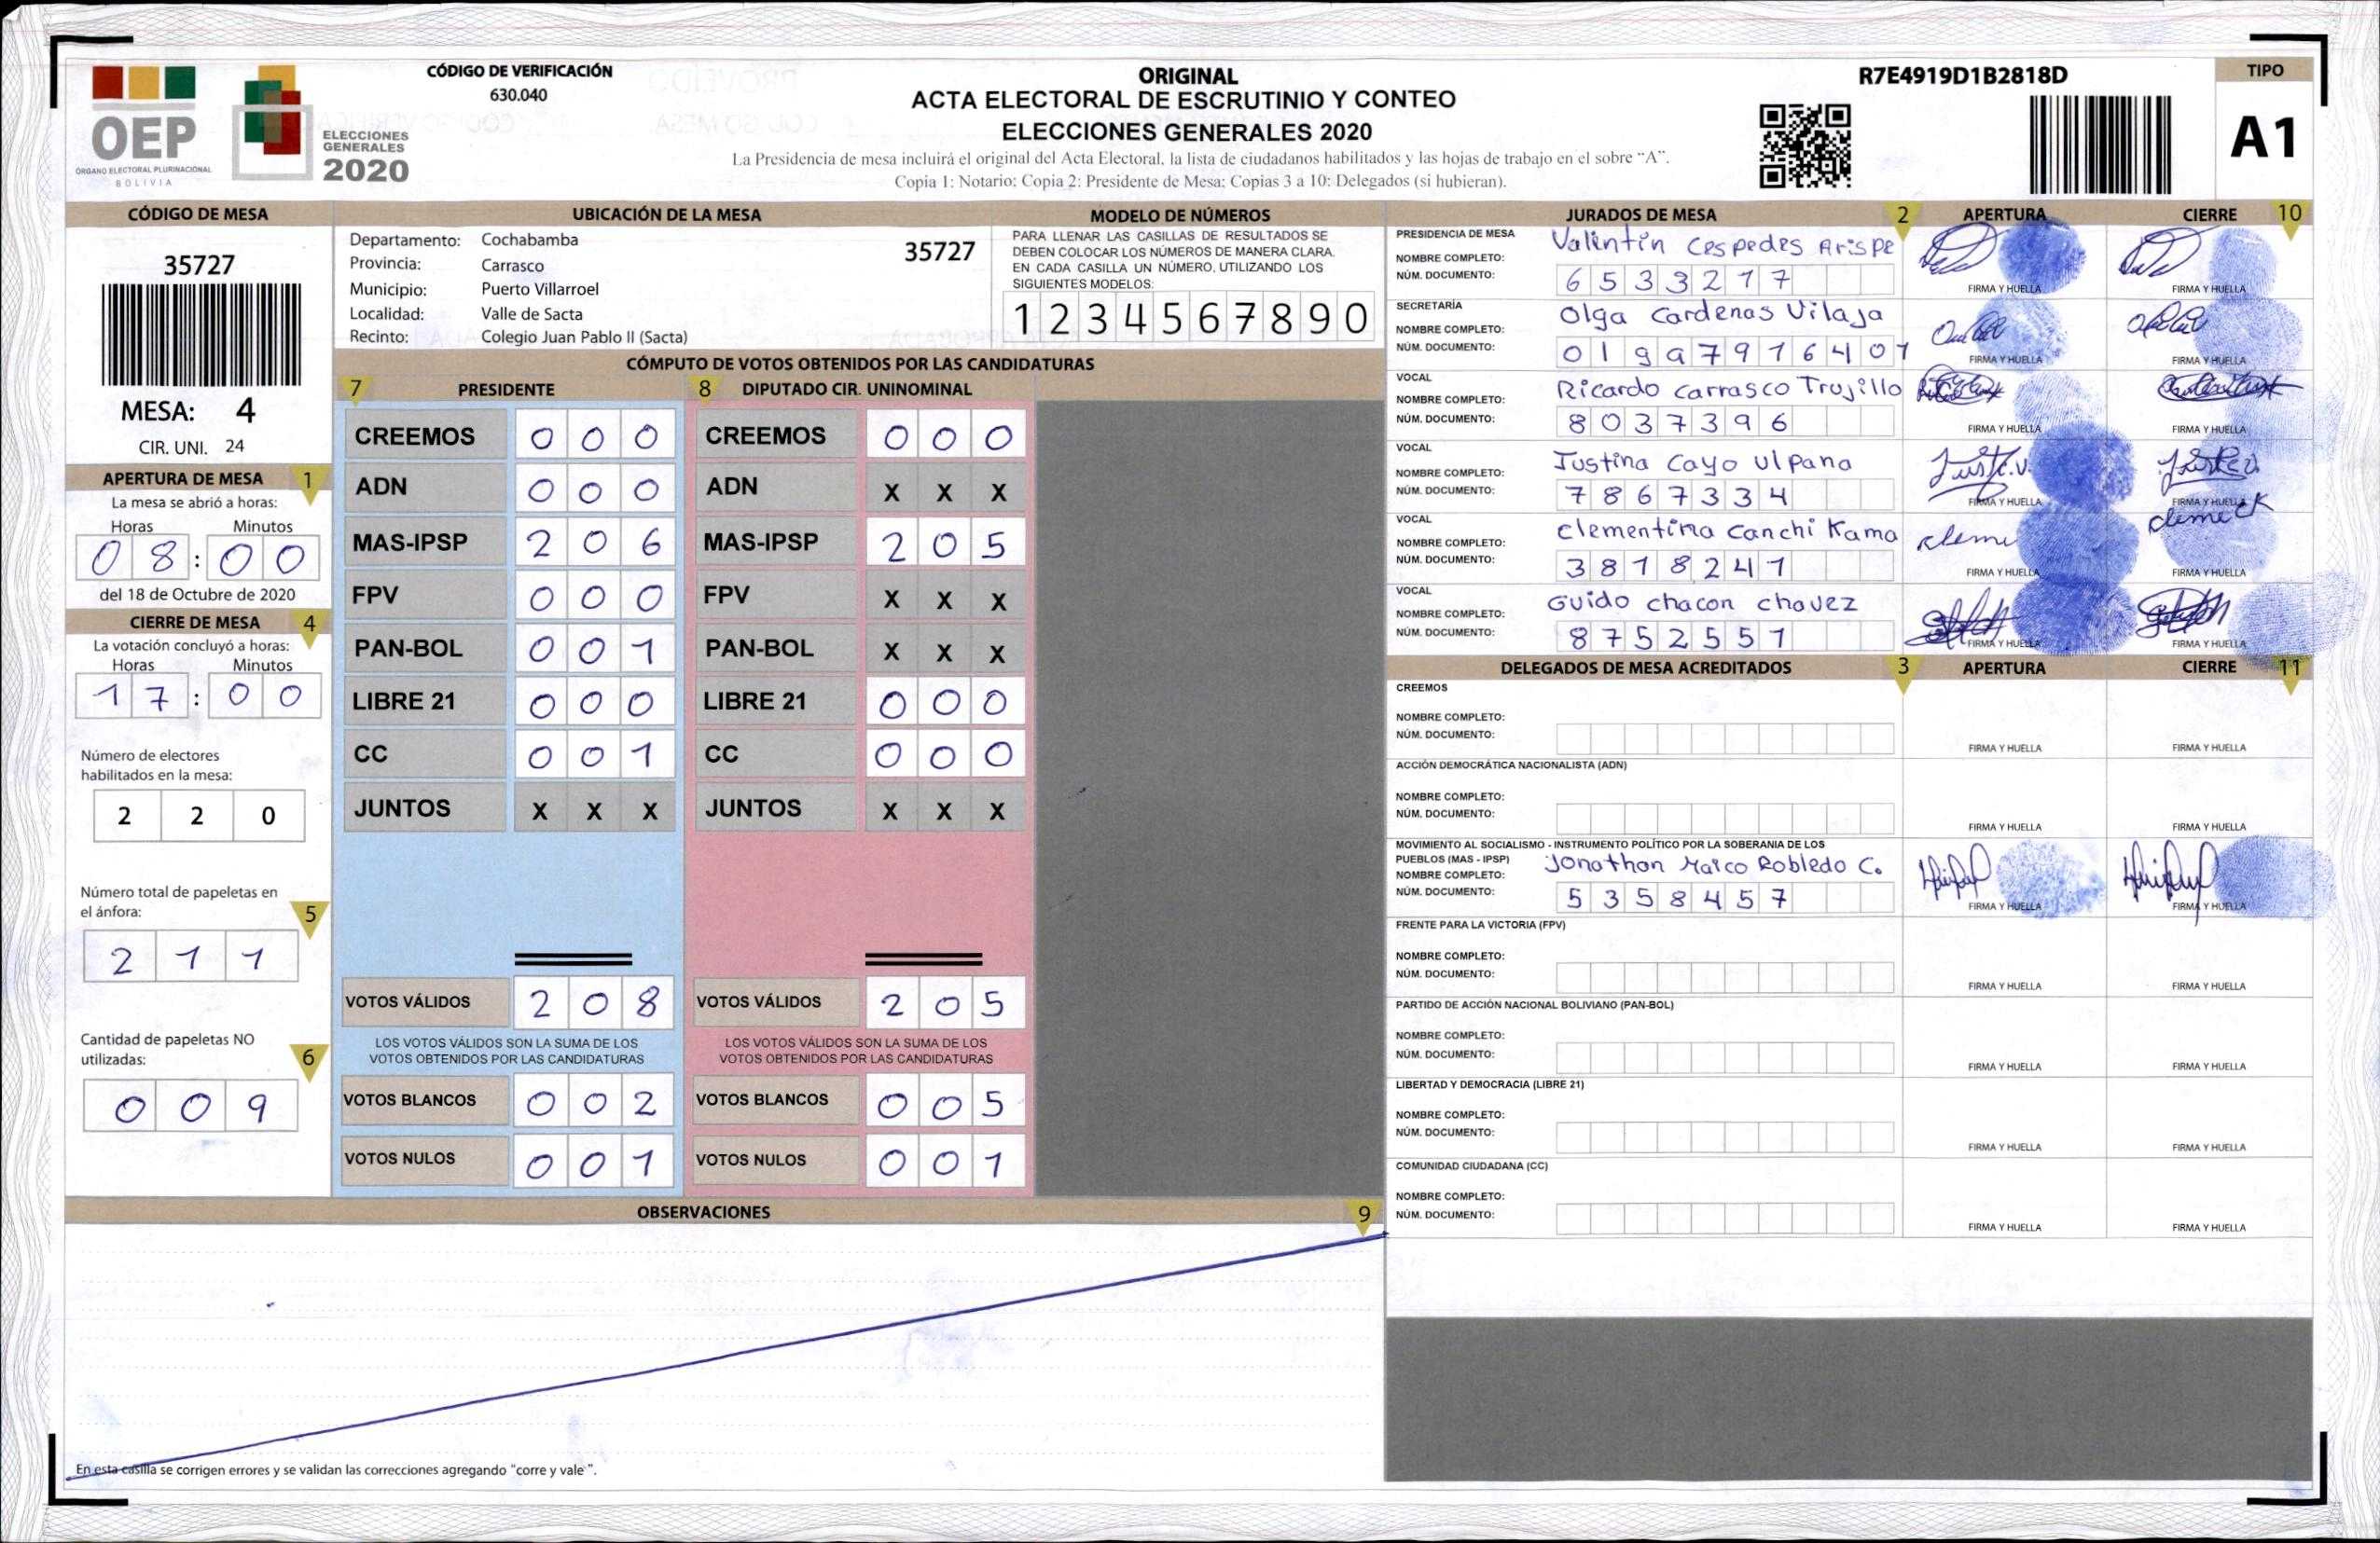 OEP
ÓRGANO ELECTORAL PLURINACIONAL
BOLIVIA
ELECCIONES
GENERALES
2020
CÓDIGO DE VERIFICACIÓN
630.040
ORIGINAL
ACTA ELECTORAL DE ESCRUTINIO Y CONTEO
ELECCIONES GENERALES 2020
La Presidencia de mesa incluirá el original del Acta Electoral, la lista de ciudadanos habilitados y las hojas de trabajo en el sobre "A".
Copia 1: Notario; Copia 2: Presidente de Mesa; Copias 3 a 10: Delegados (si hubieran).
R7E4919D1B2818D
TIPO
A1
CÓDIGO DE MESA
35727
MESA: 4
CIR. UNI. 24
APERTURA DE MESA 1
La mesa se abrió a horas:
Horas Minutos
08:00
del 18 de Octubre de 2020
CIERRE DE MESA 4
La votación concluyó a horas:
Horas Minutos
17:00
Número de electores
habilitados en la mesa:
2 2 0
Número total de papeletas en
el ánfora: 5
2 1 1
Cantidad de papeletas NO
utilizadas: 6
0 0 9
UBICACIÓN DE LA MESA
Departamento: Cochabamba 35727
Provincia: Carrasco
Municipio: Puerto Villarroel
Localidad: Valle de Sacta
Recinto: Colegio Juan Pablo II (Sacta)
MODELO DE NÚMEROS
PARA LLENAR LAS CASILLAS DE RESULTADOS SE
DEBEN COLOCAR LOS NÚMEROS DE MANERA CLARA.
EN CADA CASILLA UN NÚMERO, UTILIZANDO LOS
SIGUIENTES MODELOS:
1 2 3 4 5 6 7 8 9 0
CÓMPUTO DE VOTOS OBTENIDOS POR LAS CANDIDATURAS
7 PRESIDENTE 8 DIPUTADO CIR. UNINOMINAL
CREEMOS 0 0 0 CREEMOS 0 0 0
ADN 0 0 0 ADN X X X
MAS-IPSP 2 0 6 MAS-IPSP 2 0 5
FPV 0 0 0 FPV X X X
PAN-BOL 0 0 1 PAN-BOL X X X
LIBRE 21 0 0 0 LIBRE 21 0 0 0
CC 0 0 1 CC 0 0 0
JUNTOS X X X JUNTOS X X X
VOTOS VÁLIDOS 2 0 8 VOTOS VÁLIDOS 2 0 5
LOS VOTOS VÁLIDOS SON LA SUMA DE LOS LOS VOTOS VÁLIDOS SON LA SUMA DE LOS
VOTOS OBTENIDOS POR LAS CANDIDATURAS VOTOS OBTENIDOS POR LAS CANDIDATURAS
VOTOS BLANCOS 0 0 2 VOTOS BLANCOS 0 0 5
VOTOS NULOS 0 0 1 VOTOS NULOS 0 0 1
OBSERVACIONES 9
En esta casilla se corrigen errores y se validan las correcciones agregando "corre y vale".
JURADOS DE MESA 2 APERTURA CIERRE 10
PRESIDENCIA DE MESA
NOMBRE COMPLETO: Valentin Cespedes Arispe
NÚM. DOCUMENTO: 6533217
FIRMA Y HUELLA FIRMA Y HUELLA
SECRETARÍA
NOMBRE COMPLETO: Olga Cardenas Vilaja
NÚM. DOCUMENTO:
FIRMA Y HUELLA FIRMA Y HUELLA
VOCAL
NOMBRE COMPLETO: Ricardo Carrasco Trujillo
NÚM. DOCUMENTO: 8037396
FIRMA Y HUELLA FIRMA Y HUELLA
VOCAL
NOMBRE COMPLETO: Justina Cayo Ulpana
NÚM. DOCUMENTO: 7867334
FIRMA Y HUELLA FIRMA Y HUELLA
VOCAL
NOMBRE COMPLETO: Clementina Canchi Kama
NÚM. DOCUMENTO: 3818241
FIRMA Y HUELLA FIRMA Y HUELLA
VOCAL
NOMBRE COMPLETO: Guido chacon chavez
NÚM. DOCUMENTO: 8752551
FIRMA Y HUELLA FIRMA Y HUELLA
DELEGADOS DE MESA ACREDITADOS 3 APERTURA CIERRE 11
CREEMOS
NOMBRE COMPLETO:
NÚM. DOCUMENTO:
FIRMA Y HUELLA FIRMA Y HUELLA
ACCIÓN DEMOCRÁTICA NACIONALISTA (ADN)
NOMBRE COMPLETO:
NÚM. DOCUMENTO:
FIRMA Y HUELLA FIRMA Y HUELLA
MOVIMIENTO AL SOCIALISMO - INSTRUMENTO POLÍTICO POR LA SOBERANIA DE LOS
PUEBLOS (MAS - IPSP)
NOMBRE COMPLETO: Jonathan Marco Robledo C.
NÚM. DOCUMENTO: 5358457
FIRMA Y HUELLA FIRMA Y HUELLA
FRENTE PARA LA VICTORIA (FPV)
NOMBRE COMPLETO:
NÚM. DOCUMENTO:
FIRMA Y HUELLA FIRMA Y HUELLA
PARTIDO DE ACCIÓN NACIONAL BOLIVIANO (PAN-BOL)
NOMBRE COMPLETO:
NÚM. DOCUMENTO:
FIRMA Y HUELLA FIRMA Y HUELLA
LIBERTAD Y DEMOCRACIA (LIBRE 21)
NOMBRE COMPLETO:
NÚM. DOCUMENTO:
FIRMA Y HUELLA FIRMA Y HUELLA
COMUNIDAD CIUDADANA (CC)
NOMBRE COMPLETO:
NÚM. DOCUMENTO:
FIRMA Y HUELLA FIRMA Y HUELLA